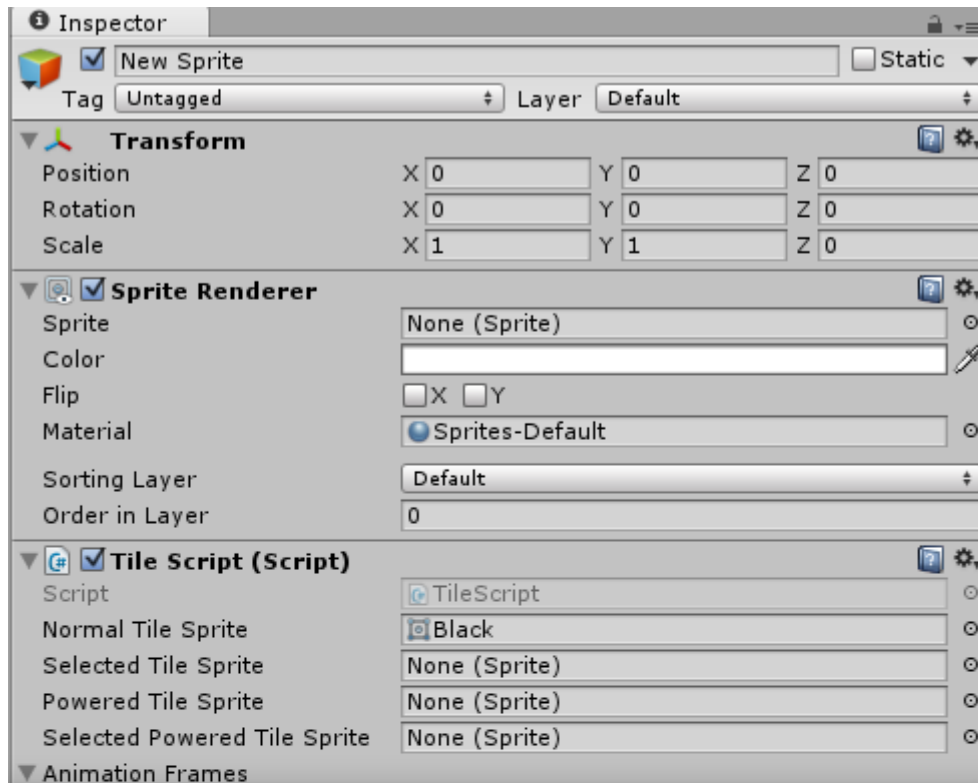 Inspector
New Sprite Static
Tag Untagged Layer Default
Transform
Position X 0 Y 0 Z 0
Rotation X 0 Y 0 Z 0
Scale X 1 Y 1 Z 0
Sprite Renderer
Sprite None (Sprite)
Color
Flip X Y
Material Sprites-Default
Sorting Layer Default
Order in Layer 0
Tile Script (Script)
Script TileScript
Normal Tile Sprite Black
Selected Tile Sprite None (Sprite)
Powered Tile Sprite None (Sprite)
Selected Powered Tile Sprite None (Sprite)
Animation Frames